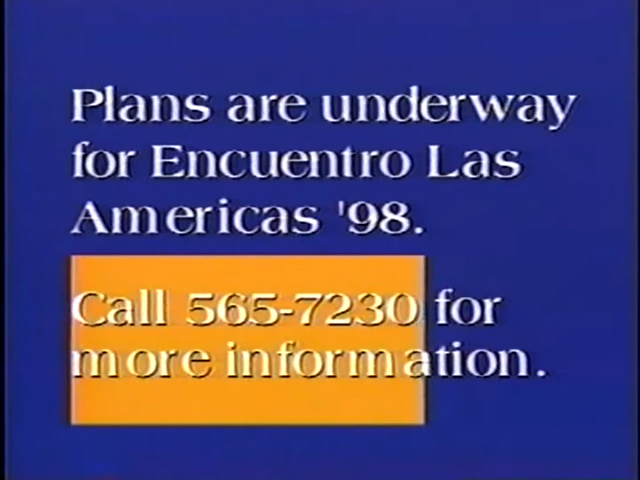 Plans are underway
for Encuentro Las
Americas '98.
Call 565-7230 for
more information.